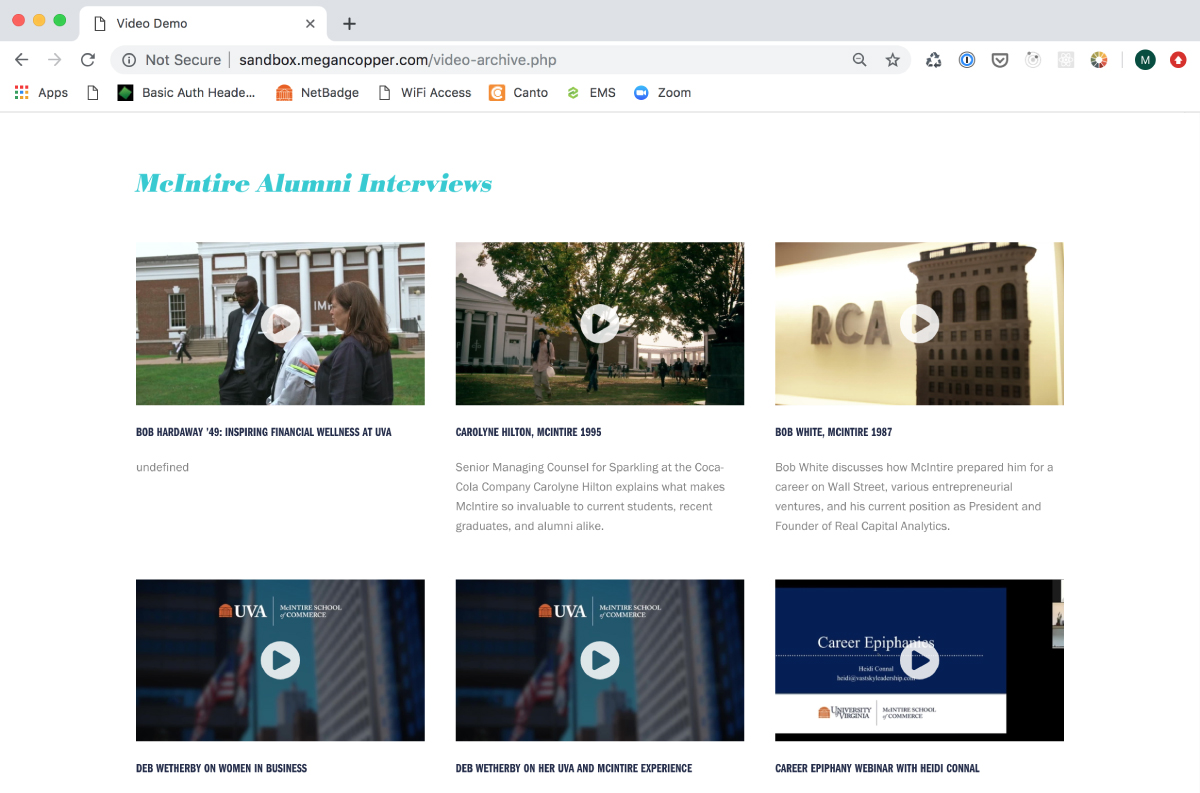 Video Demo
Not Secure | sandbox.megancopper.com/video-archive.php
M
Apps
Basic Auth Heade...
NetBadge
WiFi Access
Canto
EMS
Zoom
McIntire Alumni Interviews
IM
RCA
BOB HARDAWAY ’49: INSPIRING FINANCIAL WELLNESS AT UVA
CAROLYNE HILTON, MCINTIRE 1995
BOB WHITE, MCINTIRE 1987
undefined
Senior Managing Counsel for Sparkling at the Coca-
Cola Company Carolyne Hilton explains what makes
McIntire so invaluable to current students, recent
graduates, and alumni alike.
Bob White discusses how McIntire prepared him for a
career on Wall Street, various entrepreneurial
ventures, and his current position as President and
Founder of Real Capital Analytics.
UVA
McINTIRE SCHOOL
of COMMERCE
UVA
McINTIRE SCHOOL
of COMMERCE
Career Epiphanies
Heidi Connal
heidi@vastskyleadership.com
UNIVERSITY
of VIRGINIA
McINTIRE SCHOOL
of COMMERCE
DEB WETHERBY ON WOMEN IN BUSINESS
DEB WETHERBY ON HER UVA AND MCINTIRE EXPERIENCE
CAREER EPIPHANY WEBINAR WITH HEIDI CONNAL